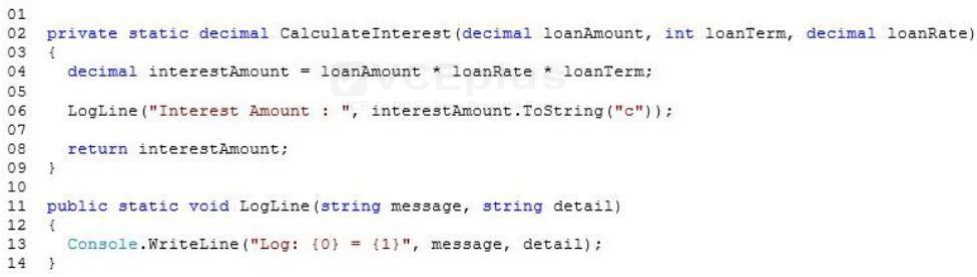 01
02 private static decimal CalculateInterest(decimal loanAmount, int loanTerm, decimal loanRate)
03 {
04 decimal interestAmount = loanAmount * loanRate * loanTerm;
05
06 LogLine("Interest Amount : ", interestAmount.ToString("c"));
07
08 return interestAmount;
09 }
10
11 public static void LogLine(string message, string detail)
12 {
13 Console.WriteLine("Log: {0} = {1}", message, detail);
14 }